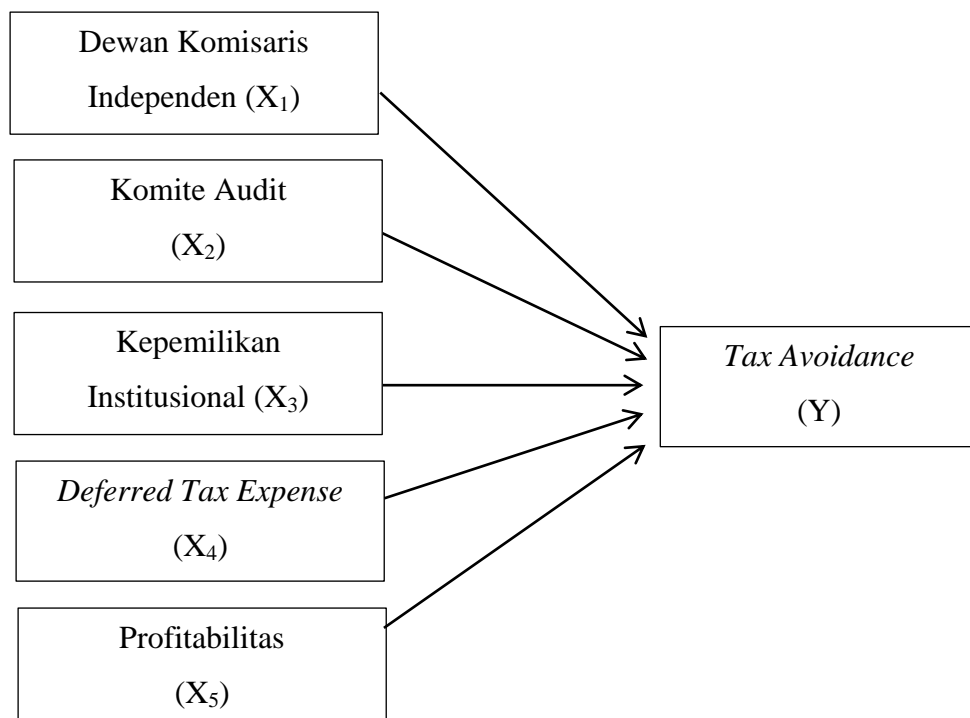 Dewan Komisaris
Independen (X₁)
Komite Audit
(X₂)
Kepemilikan
Institusional (X₃)
Deferred Tax Expense
(X₄)
Profitabilitas
(X₅)
Tax Avoidance
(Y)